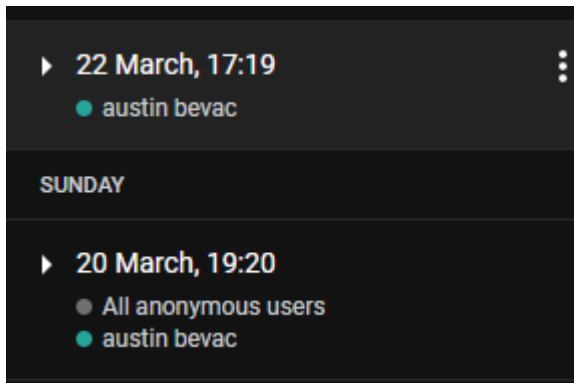 22 March, 17:19
austin bevac
SUNDAY
20 March, 19:20
All anonymous users
austin bevac